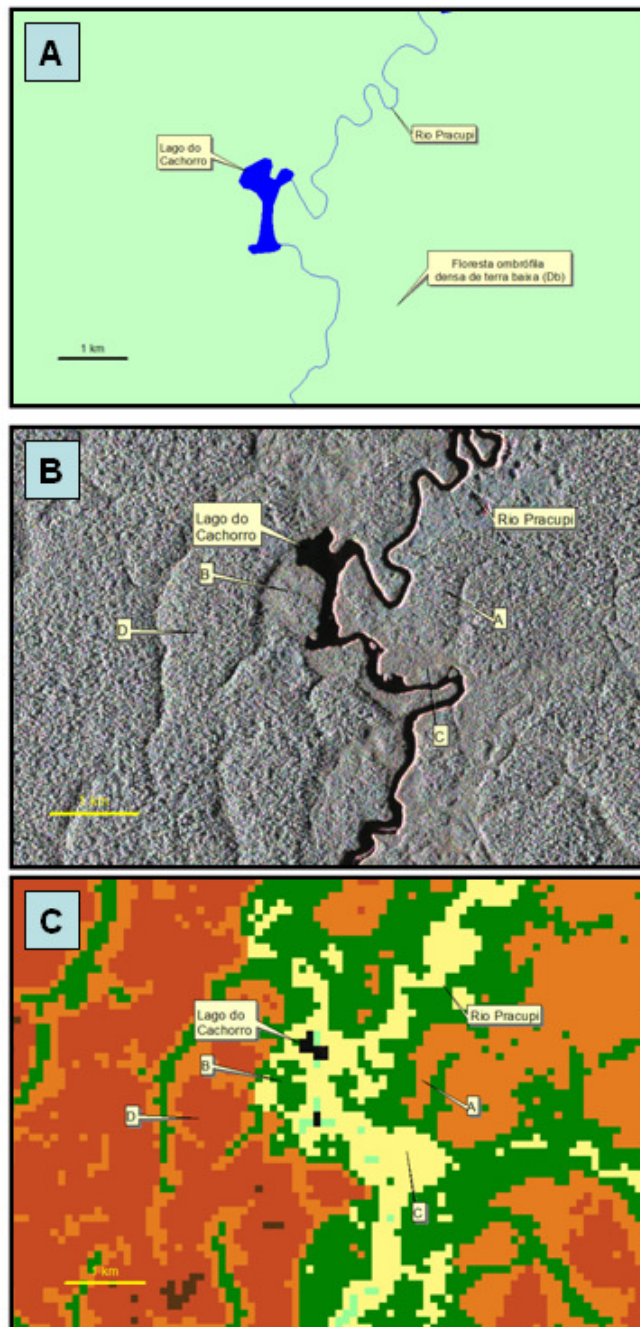 A
Rio Pracupi
Lago do
Cachorro
Floresta ombrófila
densa de terra baixa (Db)
1 km
B
Lago do
Cachorro
Rio Pracupi
B
A
D
C
1 km
C
Lago do
Cachorro
Rio Pracupi
B
A
D
C
1 km